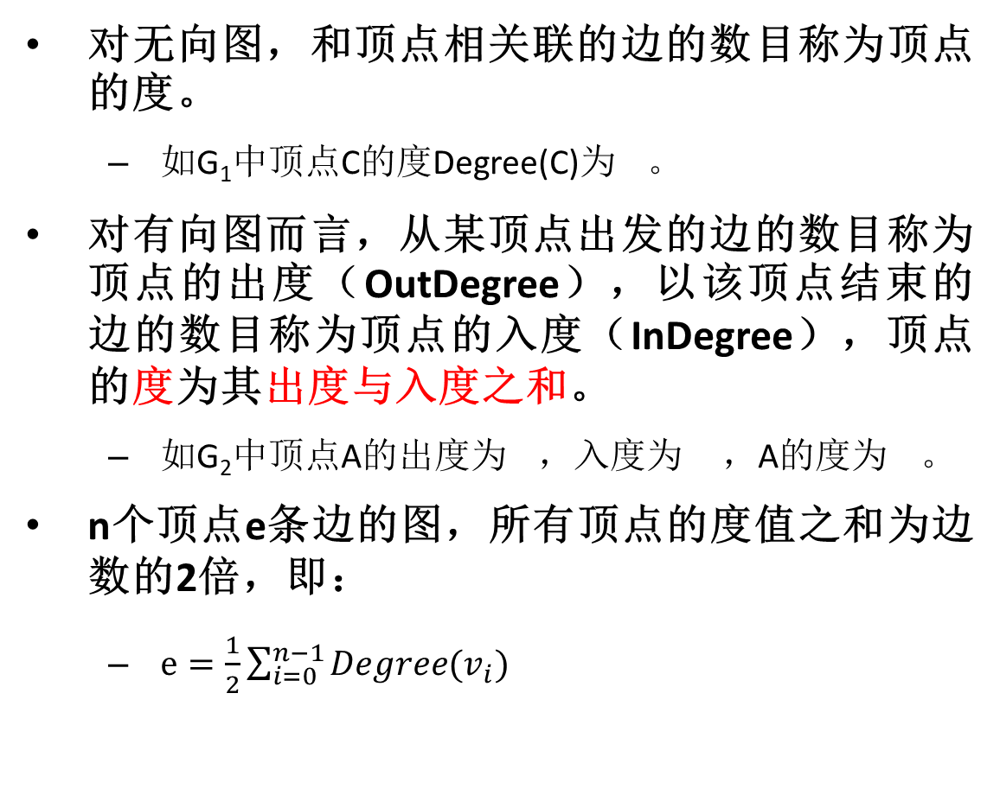 • 对无向图，和顶点相关联的边的数目称为顶点
的度。
– 如G₁中顶点C的度Degree(C)为 。
• 对有向图而言，从某顶点出发的边的数目称为
顶点的出度（OutDegree），以该顶点结束的
边的数目称为顶点的入度（InDegree），顶点
的度为其出度与入度之和。
– 如G₂中顶点A的出度为 ，入度为 ，A的度为 。
• n个顶点e条边的图，所有顶点的度值之和为边
数的2倍，即：
– e = \frac{1}{2}\sum_{i=0}^{n-1} Degree(v_i)